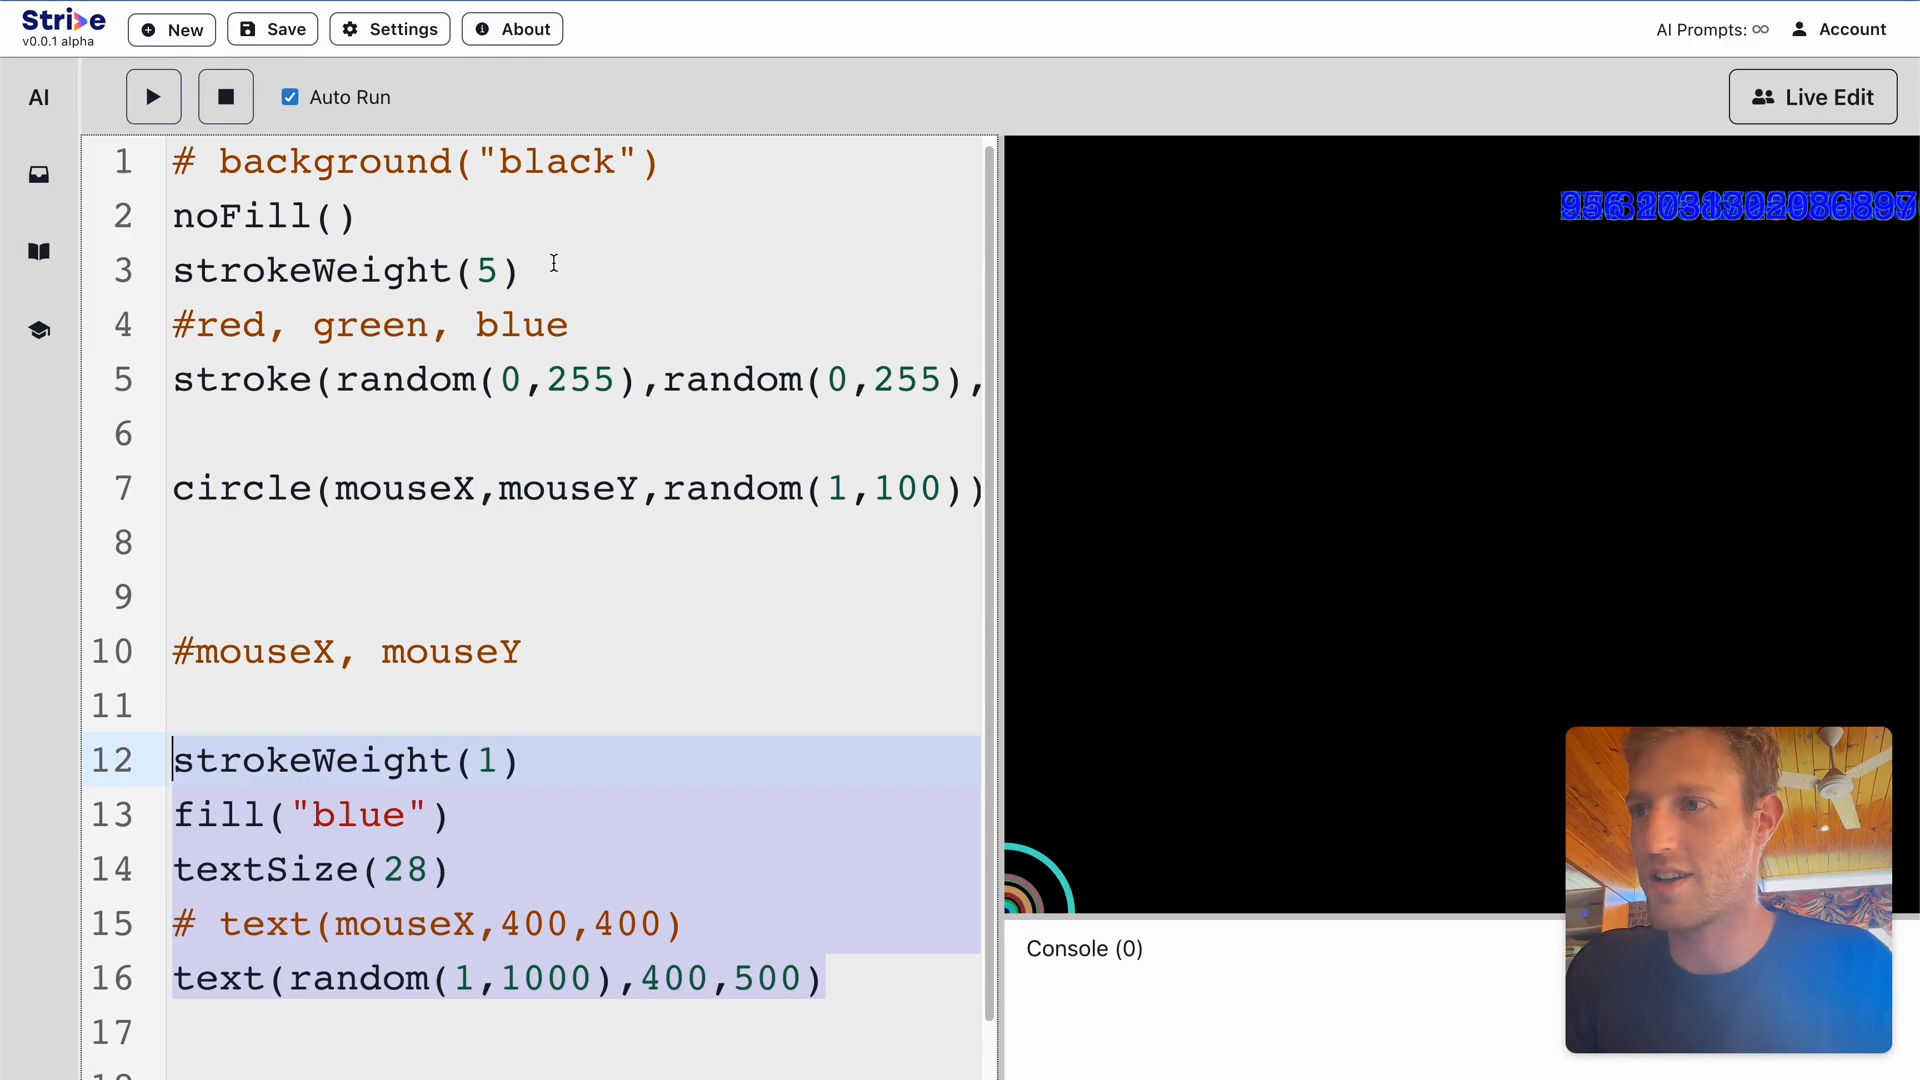 Strive
v0.0.1 alpha
New
Save
Settings
About
AI Prompts: ∞
Account
AI
Auto Run
Live Edit
1 # background("black")
2 noFill()
3 strokeWeight(5)
4 #red, green, blue
5 stroke(random(0,255),random(0,255),
6
7 circle(mouseX,mouseY,random(1,100))
8
9
10 #mouseX, mouseY
11
12 strokeWeight(1)
13 fill("blue")
14 textSize(28)
15 # text(mouseX,400,400)
16 text(random(1,1000),400,500)
17
Console (0)